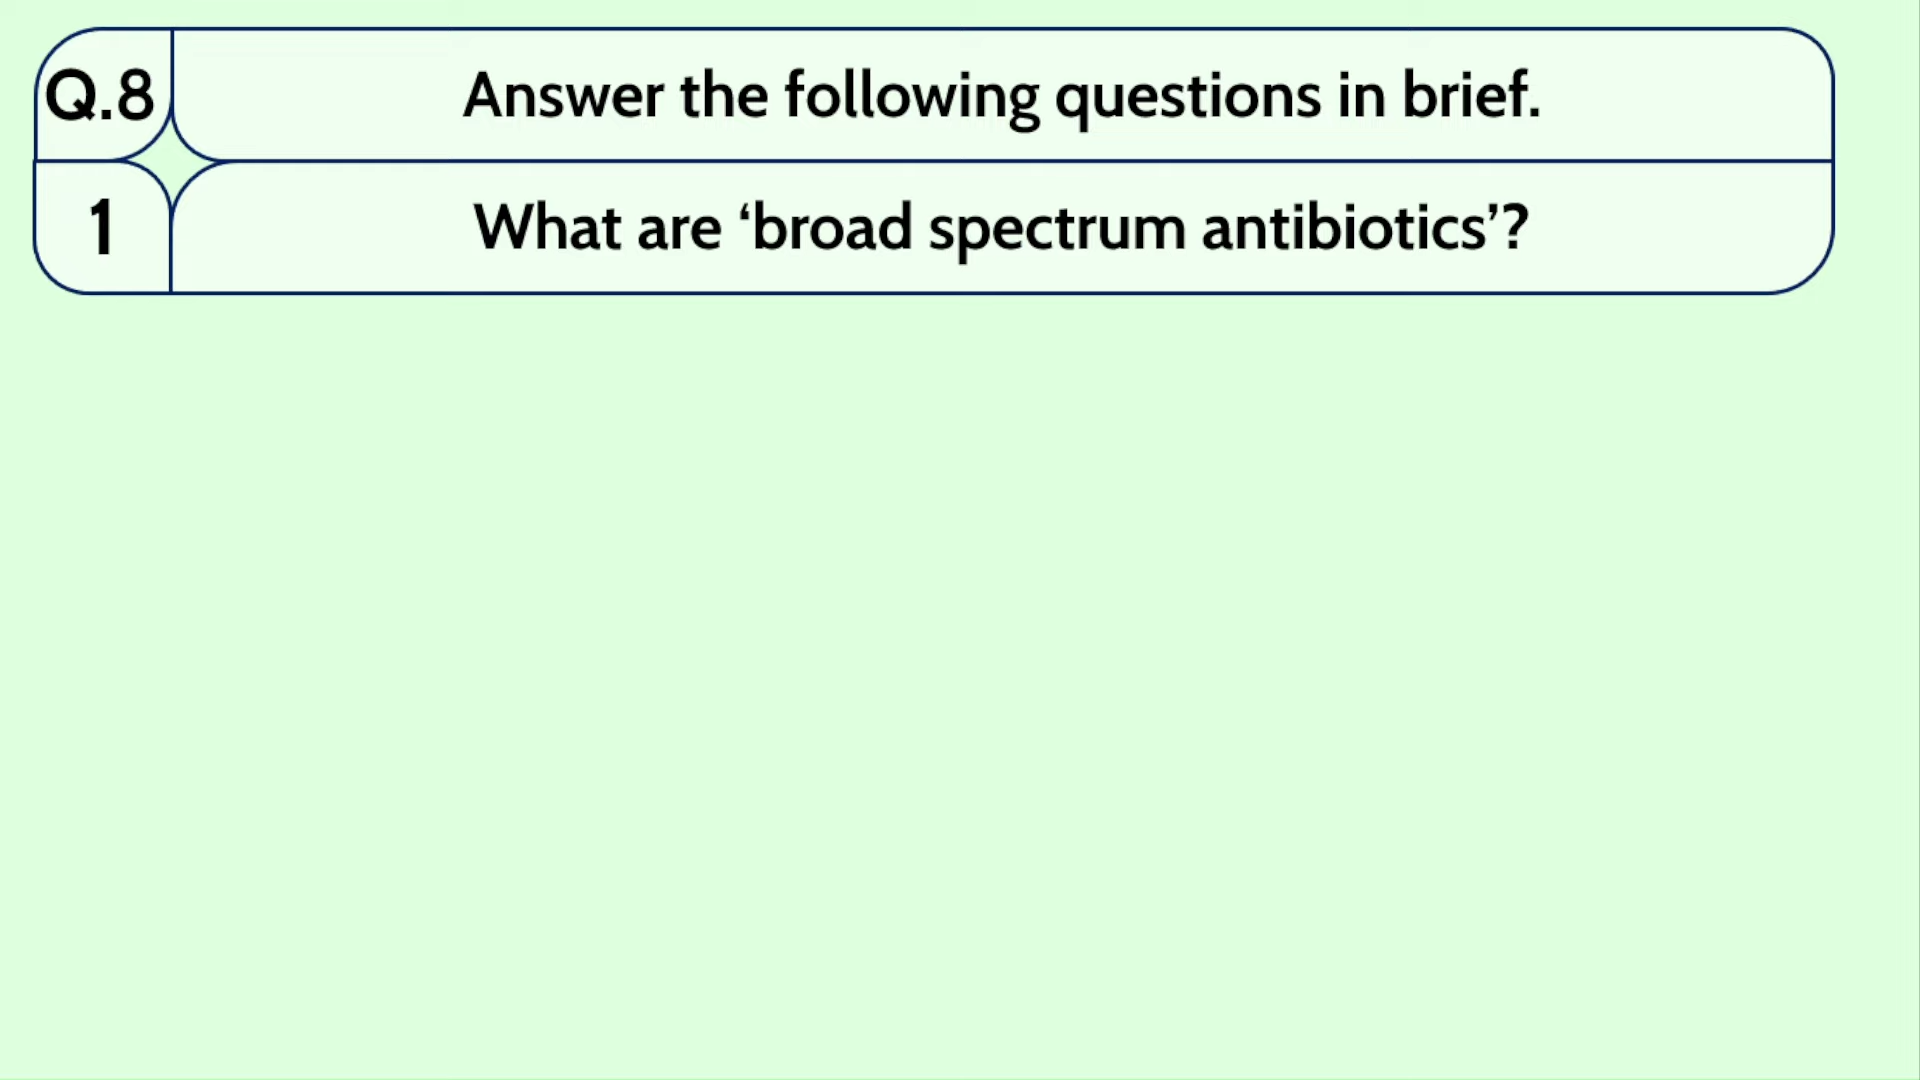 Q.8 Answer the following questions in brief.
1 What are ‘broad spectrum antibiotics’?